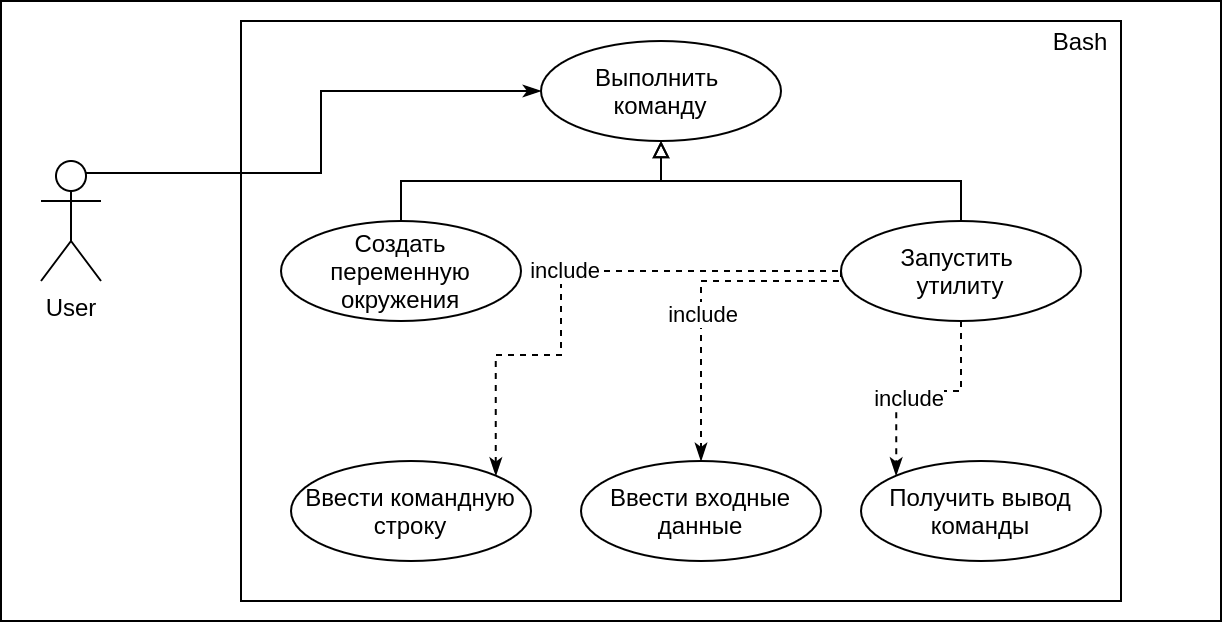 Bash
Выполнить
команду
User
Создать
переменную
окружения
Запустить
утилиту
include
include
include
Ввести командную
строку
Ввести входные
данные
Получить вывод
команды